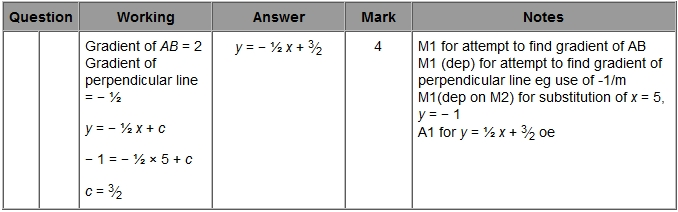 Question Working Answer Mark Notes
Gradient of AB = 2
Gradient of
perpendicular line
= – ½
y = – ½ x + c
– 1 = – ½ × 5 + c
c = 3⁄2
y = – ½ x + 3⁄2
4
M1 for attempt to find gradient of AB
M1 (dep) for attempt to find gradient of
perpendicular line eg use of -1/m
M1(dep on M2) for substitution of x = 5,
y = – 1
A1 for y = ½ x + 3⁄2 oe